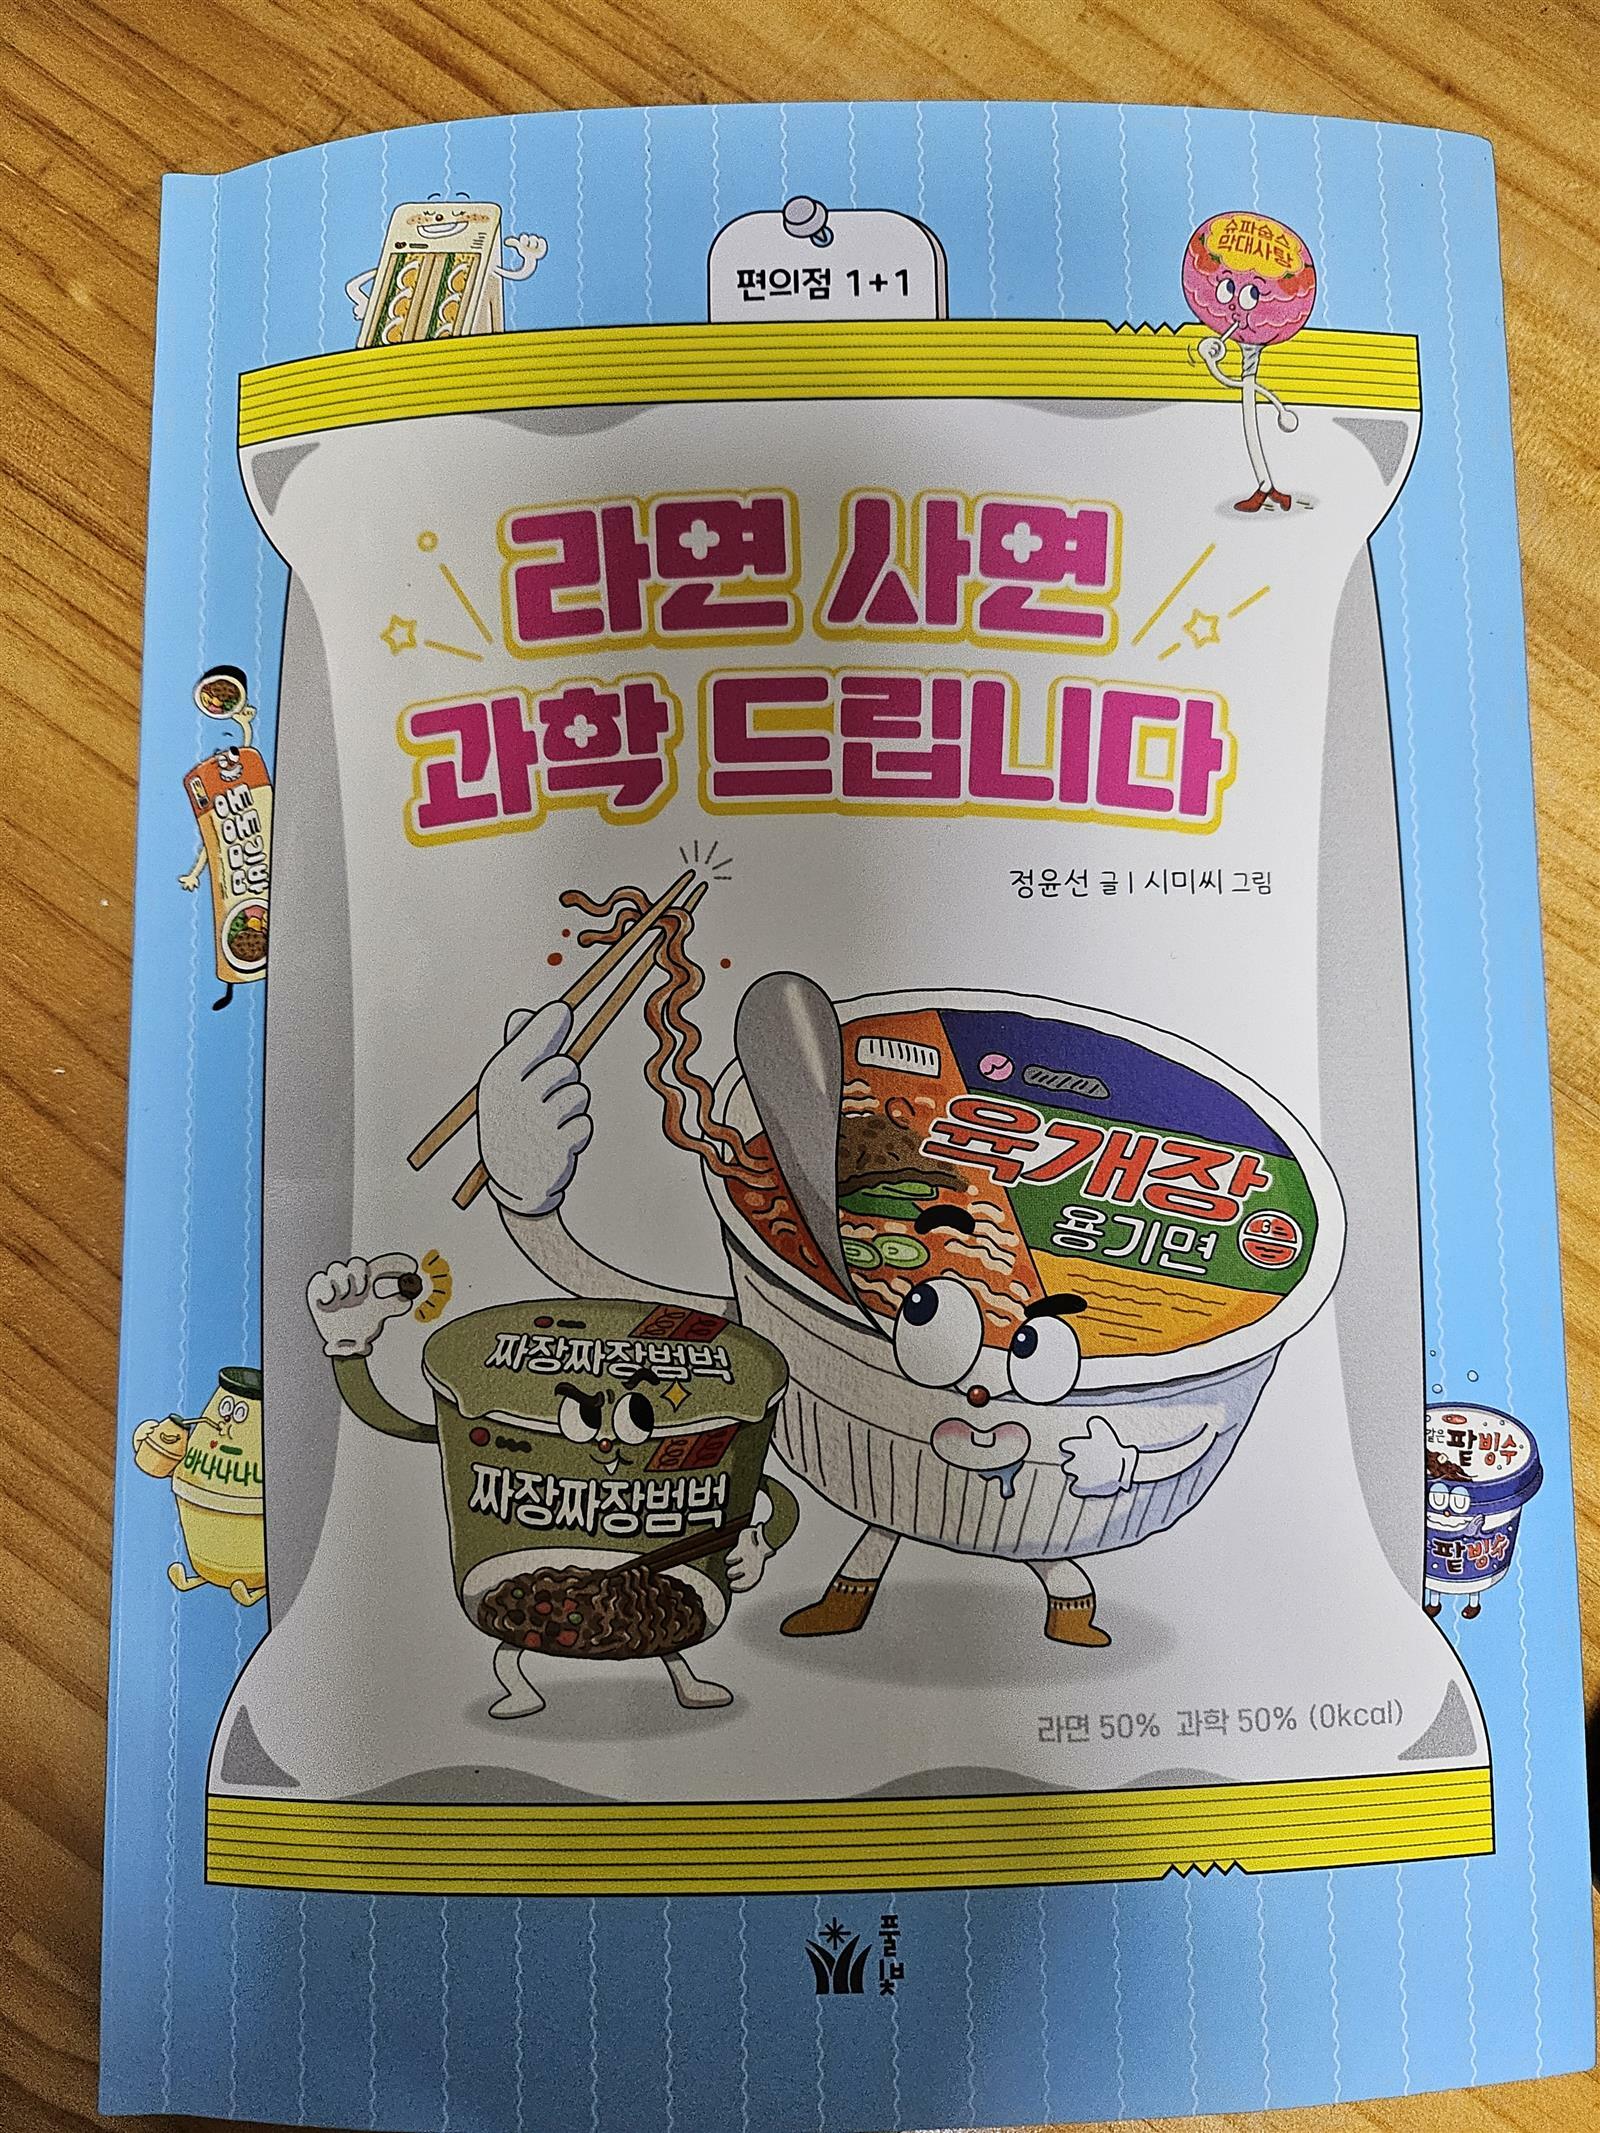 편의점 1+1
슈퍼춥스
막대사탕
라면 사면
과학 드립니다
정윤선 글 | 시미씨 그림
육개장
용기면
짜장짜장범벅
짜장짜장범벅
바나나나
팥빙수
팥빙수
라면 50% 과학 50% (0kcal)
풀빛